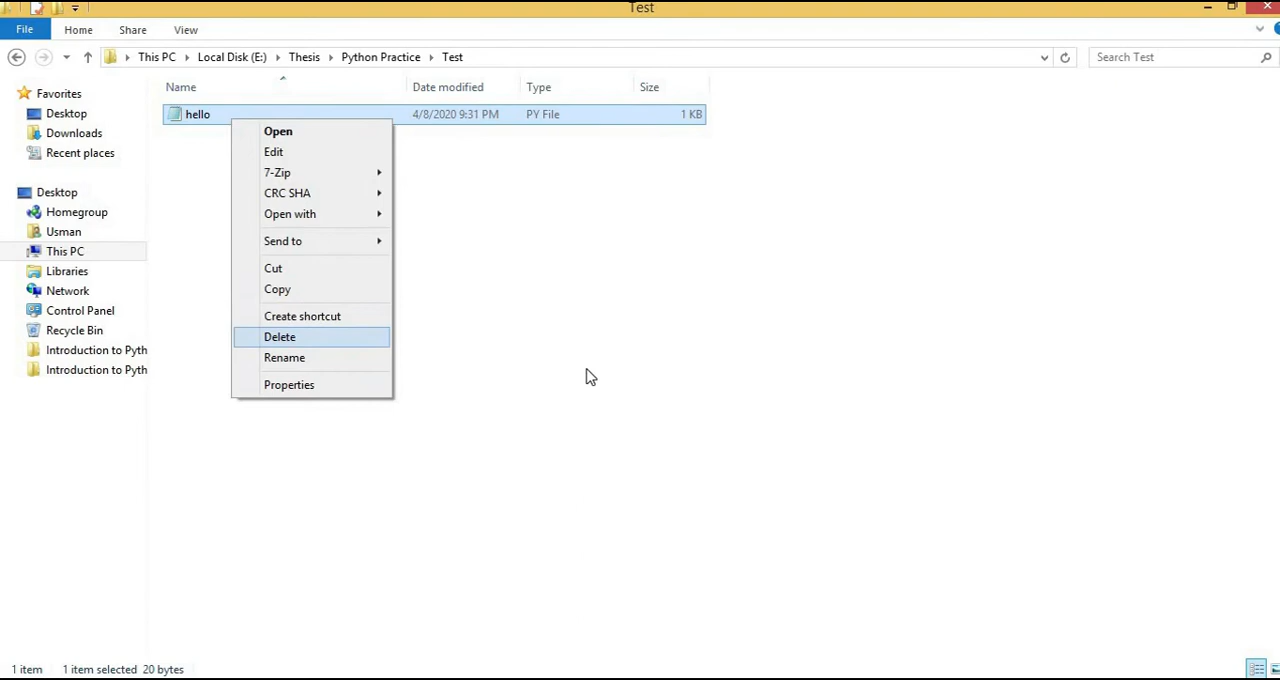 Test
File Home Share View
This PC Local Disk (E:) Thesis Python Practice Test Search Test
Name Date modified Type Size
hello 4/8/2020 9:31 PM PY File 1 KB
Favorites
Desktop
Downloads
Recent places
Desktop
Homegroup
Usman
This PC
Libraries
Network
Control Panel
Recycle Bin
Introduction to Pyth
Introduction to Pyth
Open
Edit
7-Zip
CRC SHA
Open with
Send to
Cut
Copy
Create shortcut
Delete
Rename
Properties
1 item 1 item selected 20 bytes